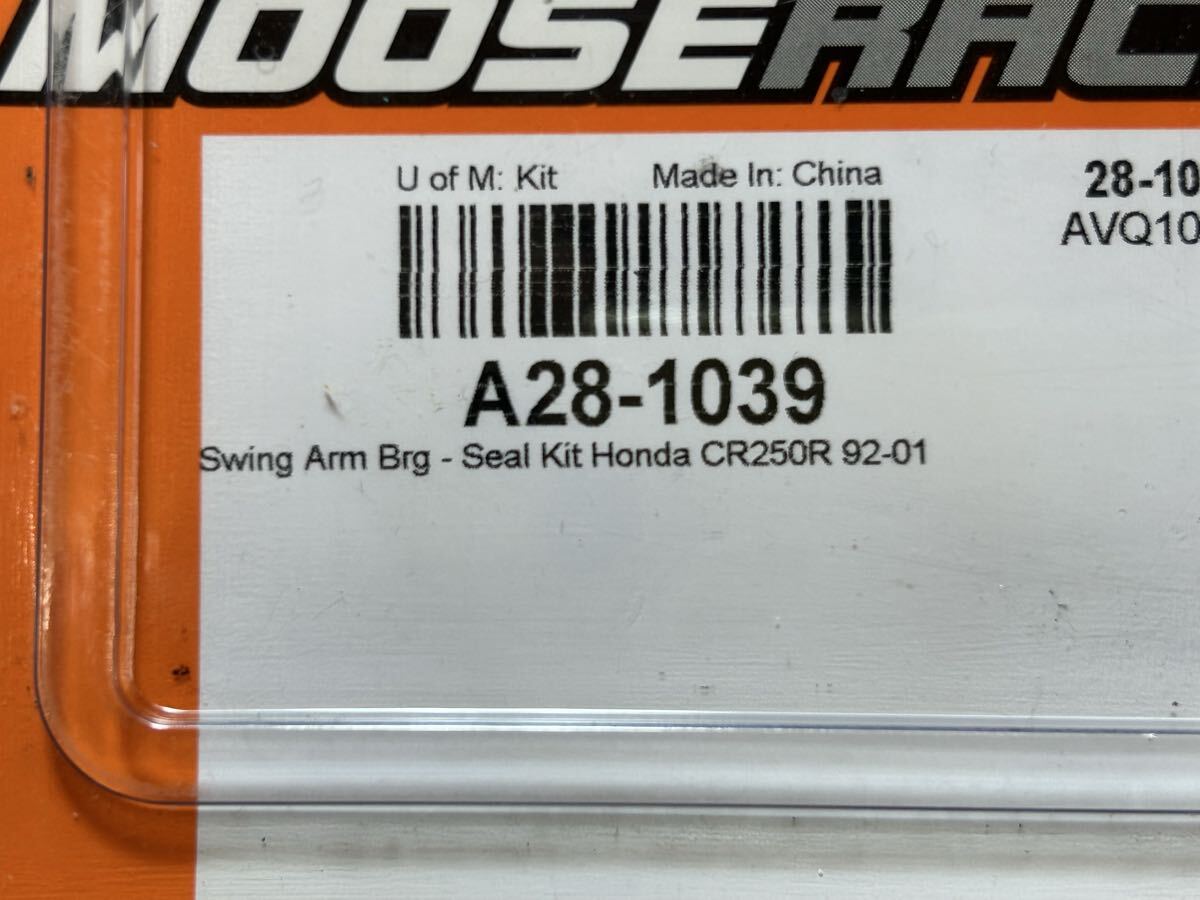 MOOSERAC
U of M: Kit Made In: China
28-10
AVQ10
A28-1039
Swing Arm Brg - Seal Kit Honda CR250R 92-01